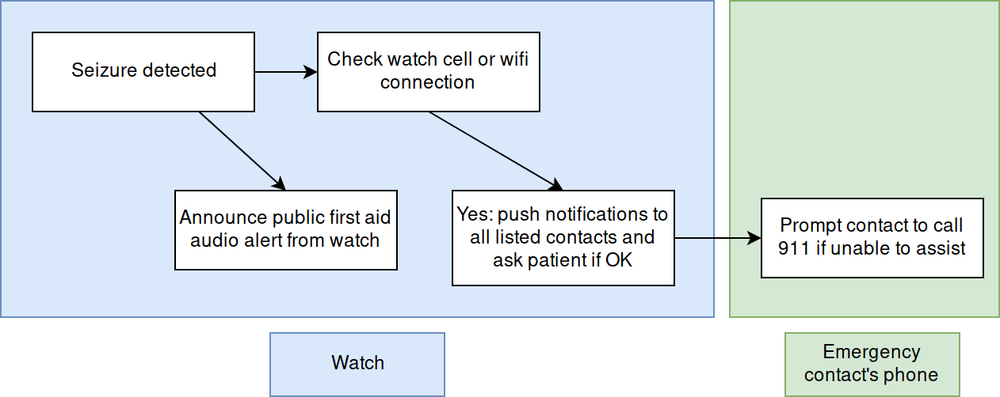 Seizure detected
Check watch cell or wifi
connection
Announce public first aid
audio alert from watch
Yes: push notifications to
all listed contacts and
ask patient if OK
Prompt contact to call
911 if unable to assist
Watch
Emergency
contact's phone